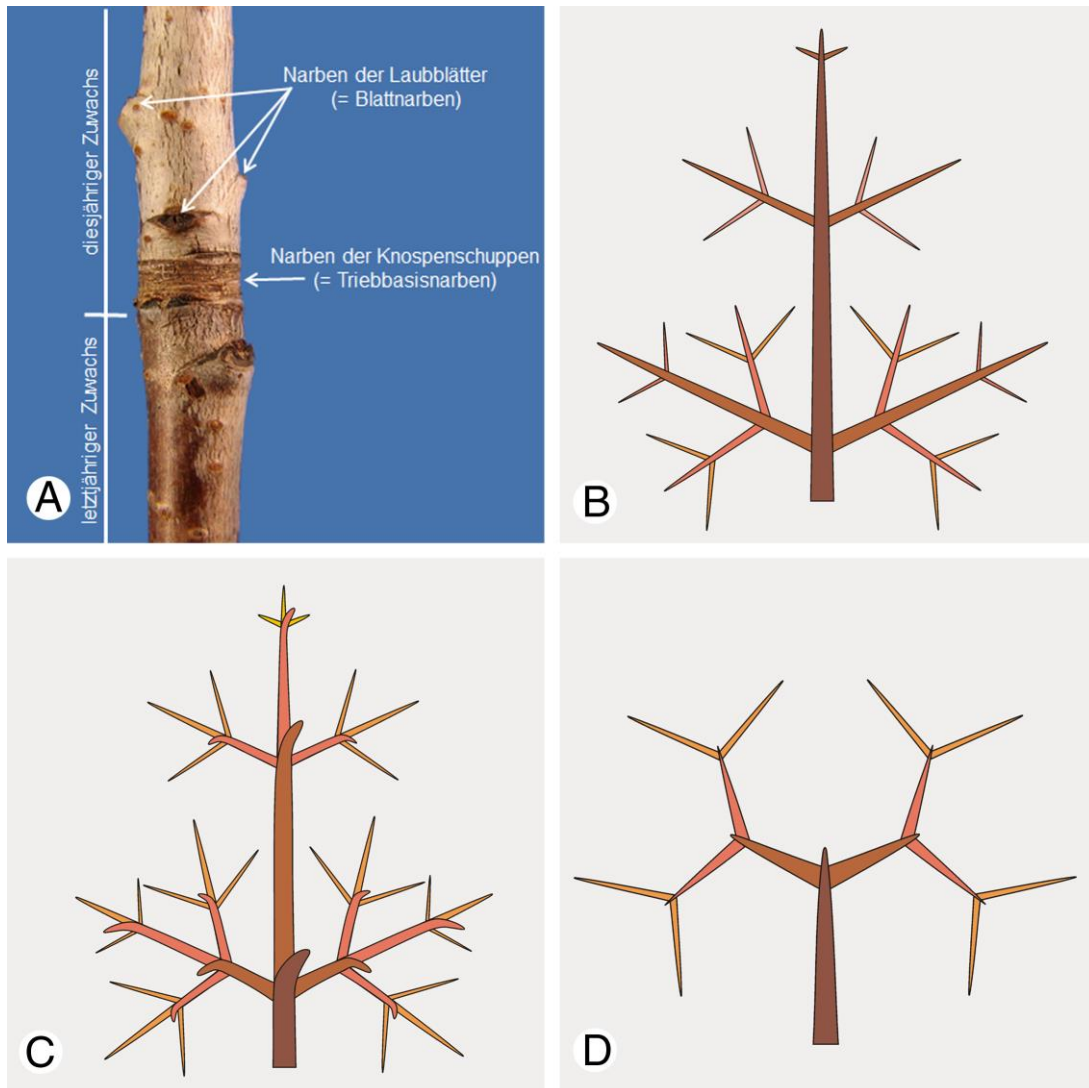 diesjähriger Zuwachs
letztjähriger Zuwachs
Narben der Laubblätter
(= Blattnarben)
Narben der Knospenschuppen
(= Triebbasisnarben)
A
B
C
D